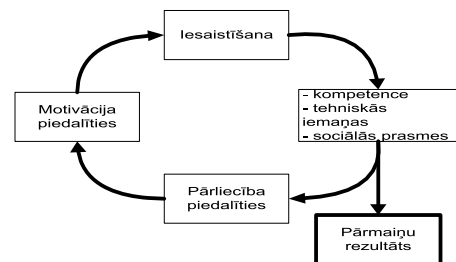 Iesaistīšana
- kompetence
- tehniskās
iemaņas
- sociālās prasmes
Motivācija
piedalīties
Pārliecība
piedalīties
Pārmaiņu
rezultāts